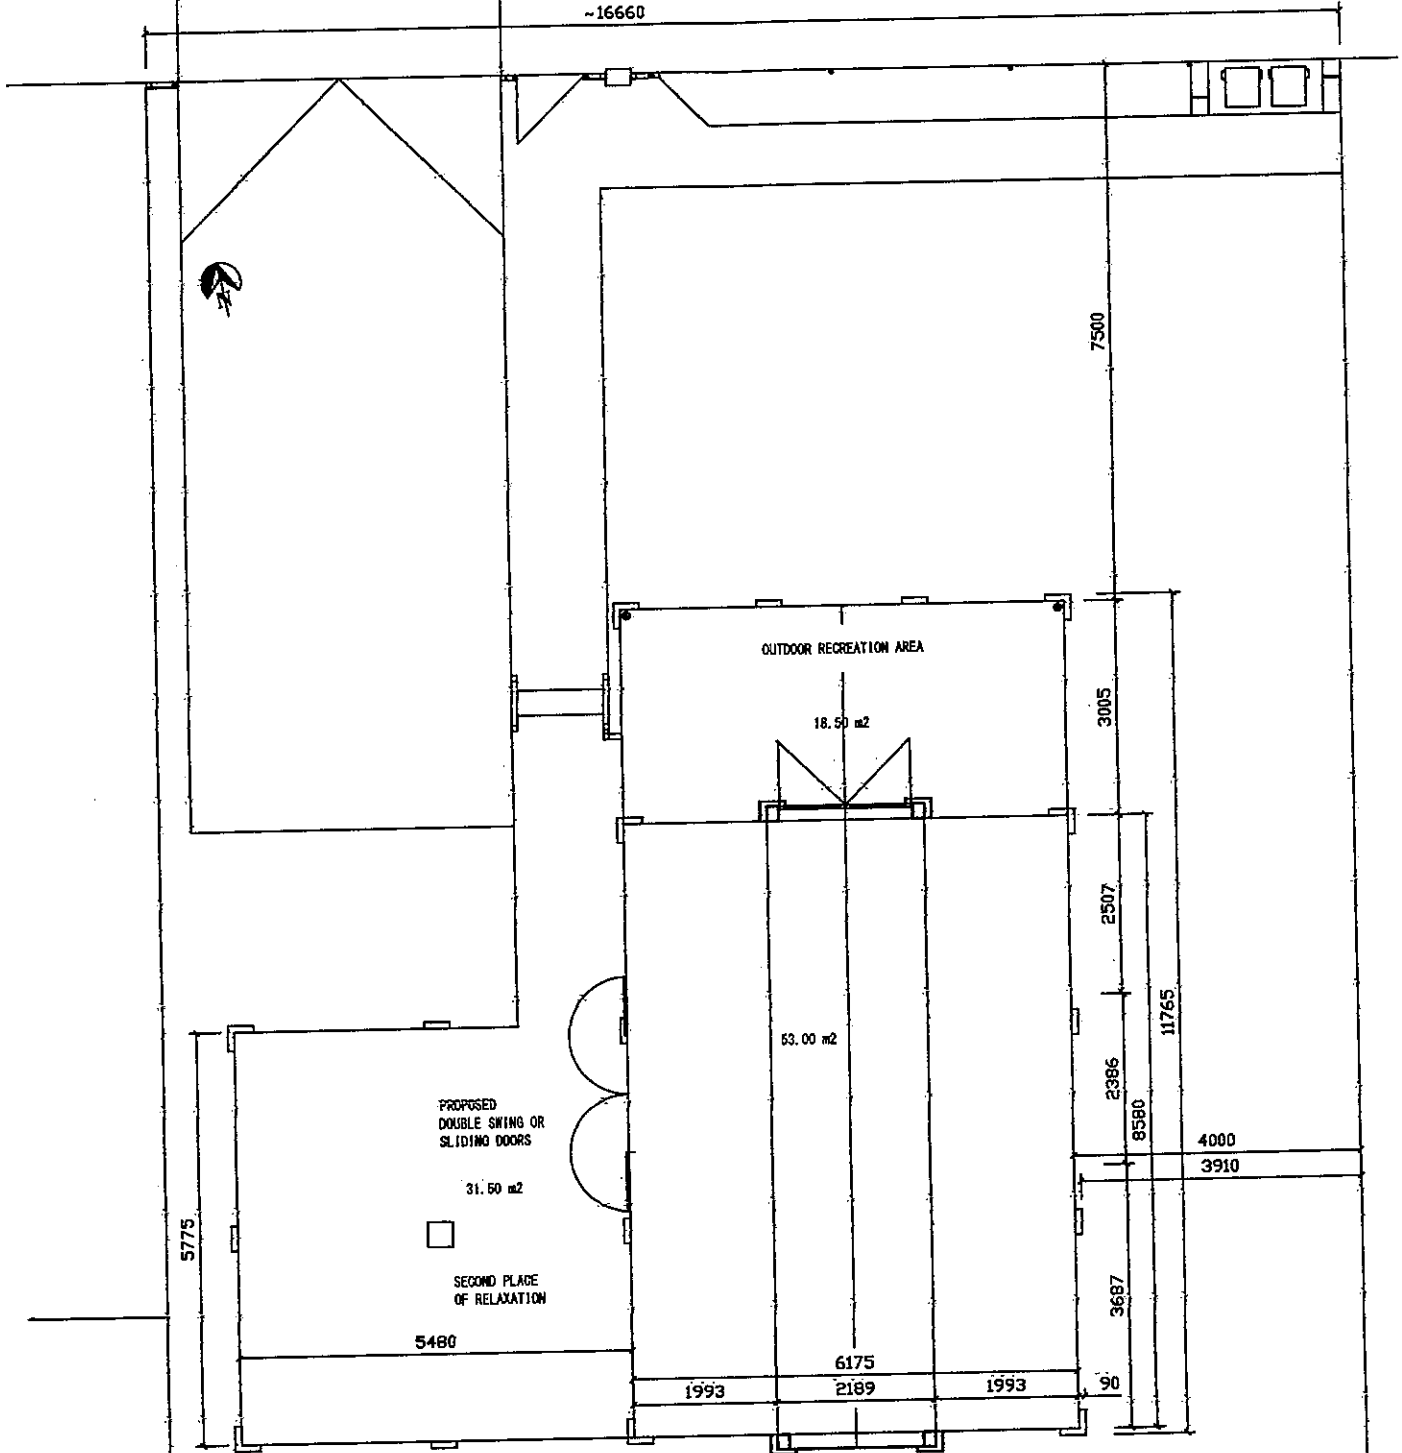 ~16660
N
7500
OUTDOOR RECREATION AREA
18.50 m2
3005
2507
11765
53.00 m2
2386
8580
PROPOSED
DOUBLE SWING OR
SLIDING DOORS
31.50 m2
4000
3910
5775
SECOND PLACE
OF RELAXATION
3687
5480
6175
1993
2189
1993
90